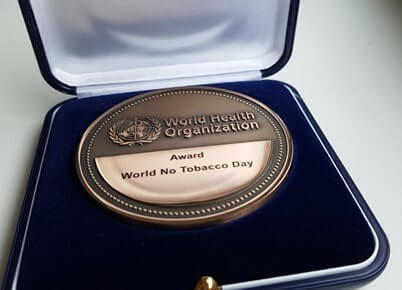 World Health
Organization
Award
World No Tobacco Day